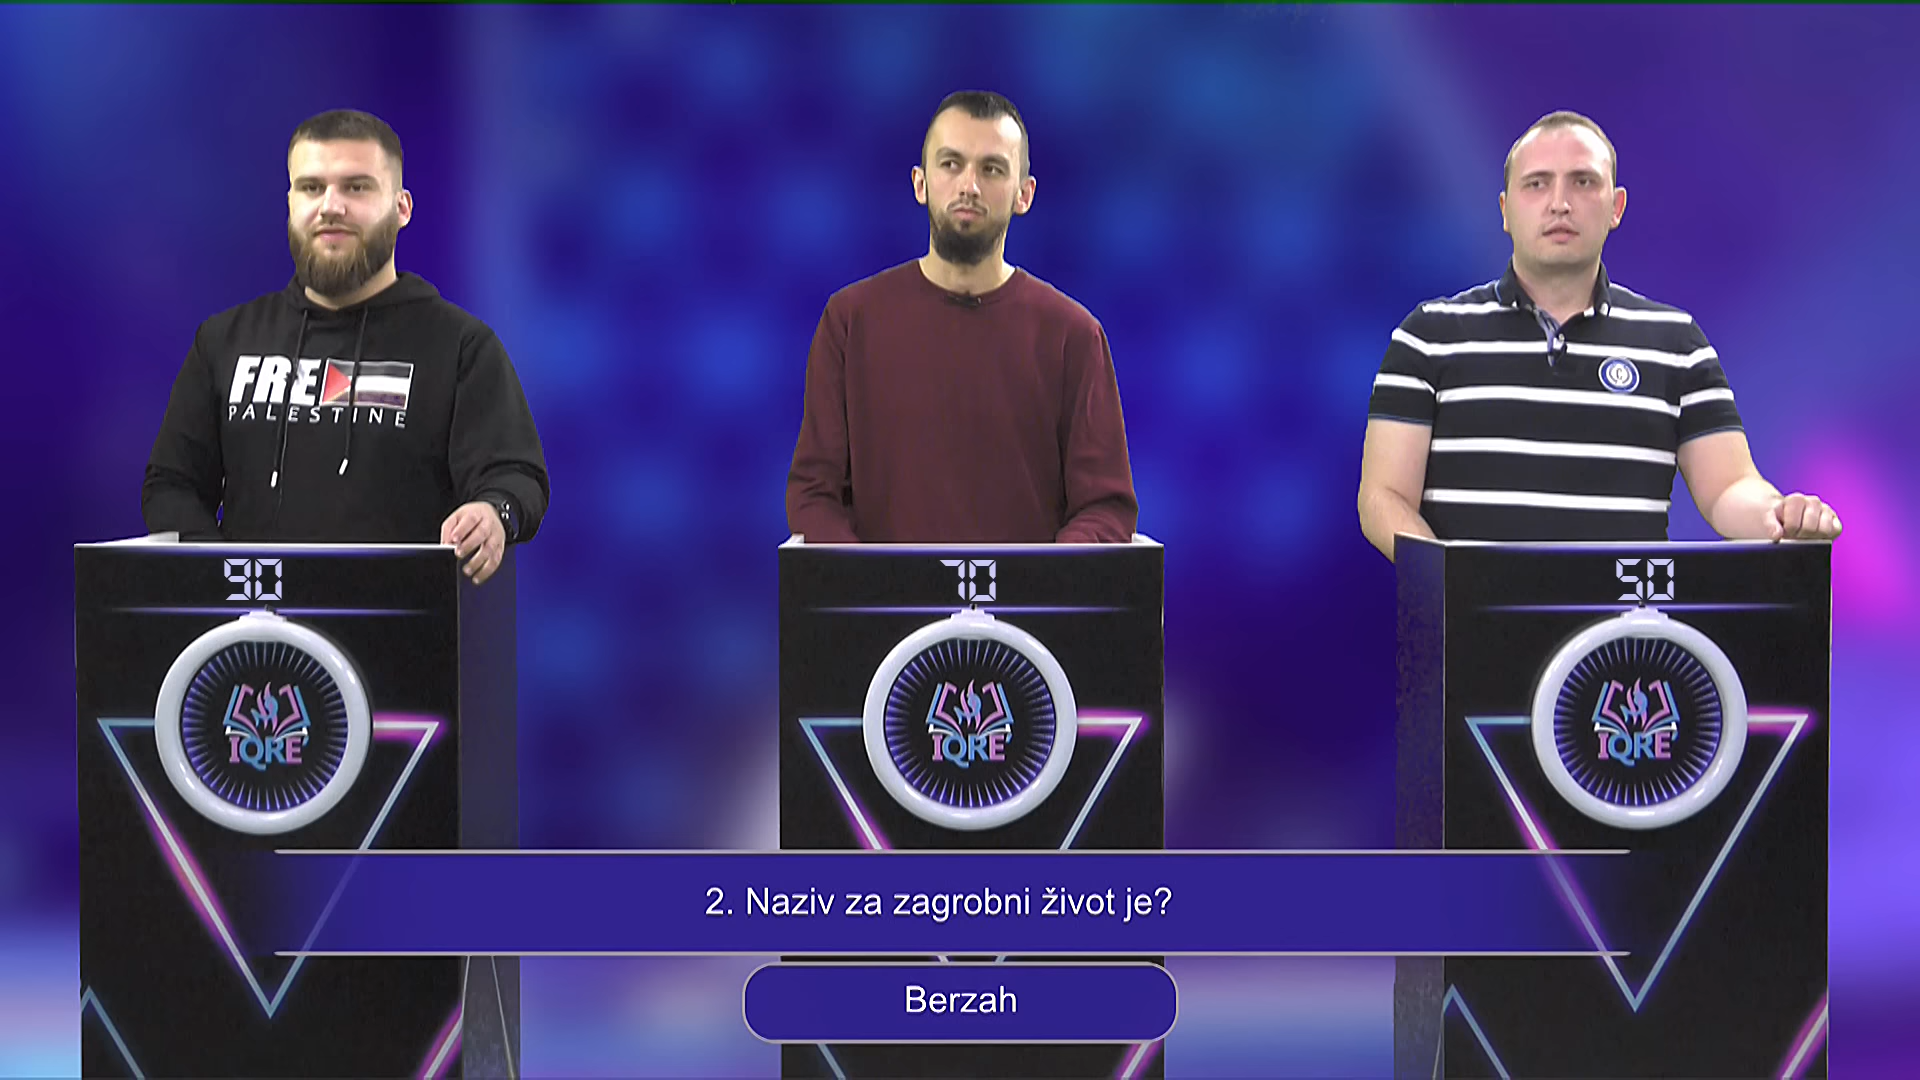 FREE
PALESTINE
90
70
50
IQRE'
IQRE'
IQRE'
2. Naziv za zagrobni život je?
Berzah